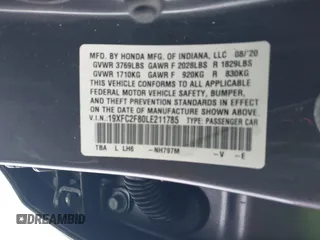 MFD. BY HONDA MFG. OF INDIANA, LLC 08/20
GVWR 3769LBS GAWR F 2028LBS R 1829LBS
GVWR 1710KG GAWR F 920KG R 830KG
THIS VEHICLE CONFORMS TO ALL APPLICABLE
FEDERAL MOTOR VEHICLE SAFETY, BUMPER,
AND THEFT PREVENTION STANDARDS IN EFFECT
ON THE DATE OF MANUFACTURE SHOWN ABOVE.
V.I.N.:19XFC2F80LE211785 TYPE: PASSENGER CAR
TBA L LH6 -NH797M -V -E
AUTOBIDCAR